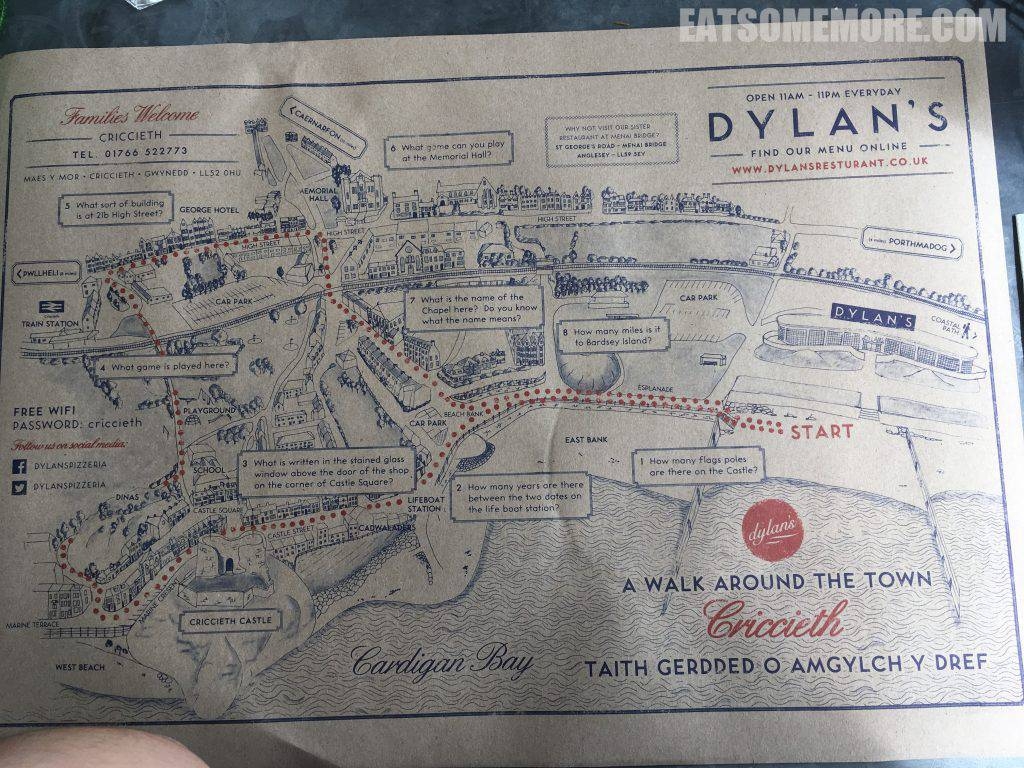 EATSOMEMORE.COM
Families Welcome
CRICCIETH
TEL. 01766 522773
MAES Y MOR • CRICCIETH • GWYNEDD • LL52 0HU
CAERNARFON
6 What game can you play
at the Memorial Hall?
WHY NOT VISIT OUR SISTER
RESTAURANT AT MENAI BRIDGE?
ST GEORGE'S ROAD - MENAI BRIDGE
ANGLESEY - LL59 5EY
OPEN 11AM - 11PM EVERYDAY
DYLAN'S
FIND OUR MENU ONLINE
WWW.DYLANSRESTURANT.CO.UK
5 What sort of building
is at 21b High Street?
GEORGE HOTEL
MEMORIAL
HALL
HIGH STREET
HIGH STREET
HIGH STREET
PWLLHELI
PORTHMADOG
TRAIN STATION
CAR PARK
7 What is the name of the
Chapel here? Do you know
what the name means?
8 How many miles is it
to Bardsey Island?
CAR PARK
DYLAN'S
COASTAL
PATH
4 What game is played here?
FREE WIFI
PASSWORD: criccieth
Follow us on social media:
f DYLANSPIZZERIA
DYLANSPIZZERIA
PLAYGROUND
SCHOOL
DINAS
CAR PARK
BEACH BANK
ESPLANADE
EAST BANK
START
3 What is written in the stained glass
window above the door of the shop
on the corner of Castle Square?
2 How many years are there
between the two dates on
the life boat station?
1 How many flags poles
are there on the Castle?
LIFEBOAT
STATION
CASTLE SQUARE
CASTLE STREET
CADWALADERS
MARINE TERRACE
CRICCIETH CASTLE
WEST BEACH
Cardigan Bay
dylan's
A WALK AROUND THE TOWN
Criccieth
TAITH GERDDED O AMGYLCH Y DREF